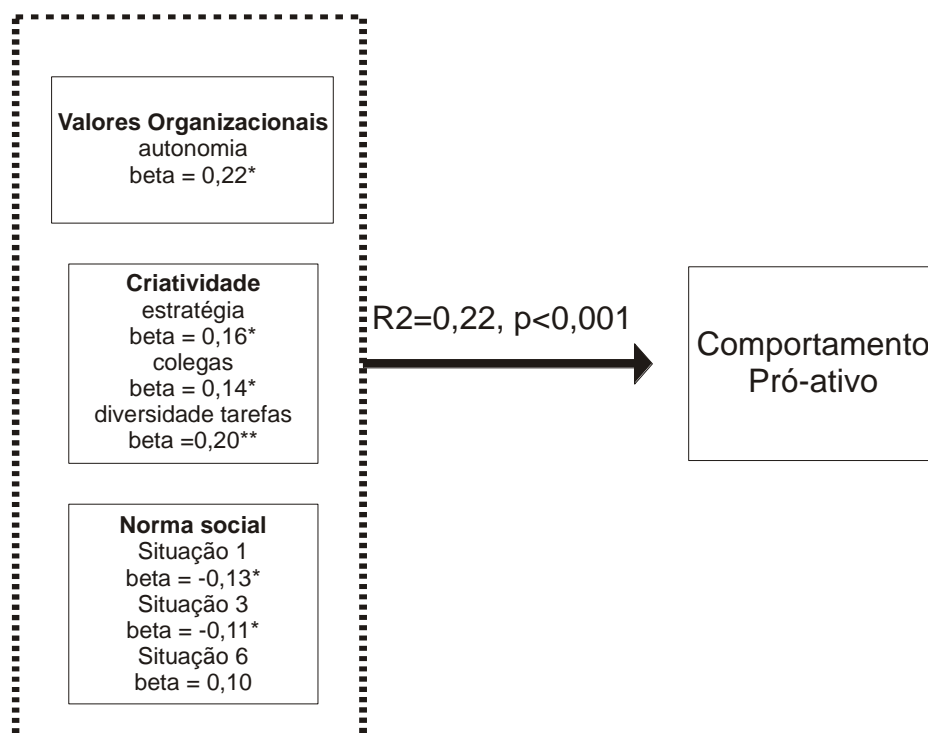 Valores Organizacionais
autonomia
beta = 0,22*
Criatividade
estratégia
beta = 0,16*
colegas
beta = 0,14*
diversidade tarefas
beta =0,20**
Norma social
Situação 1
beta = -0,13*
Situação 3
beta = -0,11*
Situação 6
beta = 0,10
R2=0,22, p<0,001
Comportamento
Pró-ativo